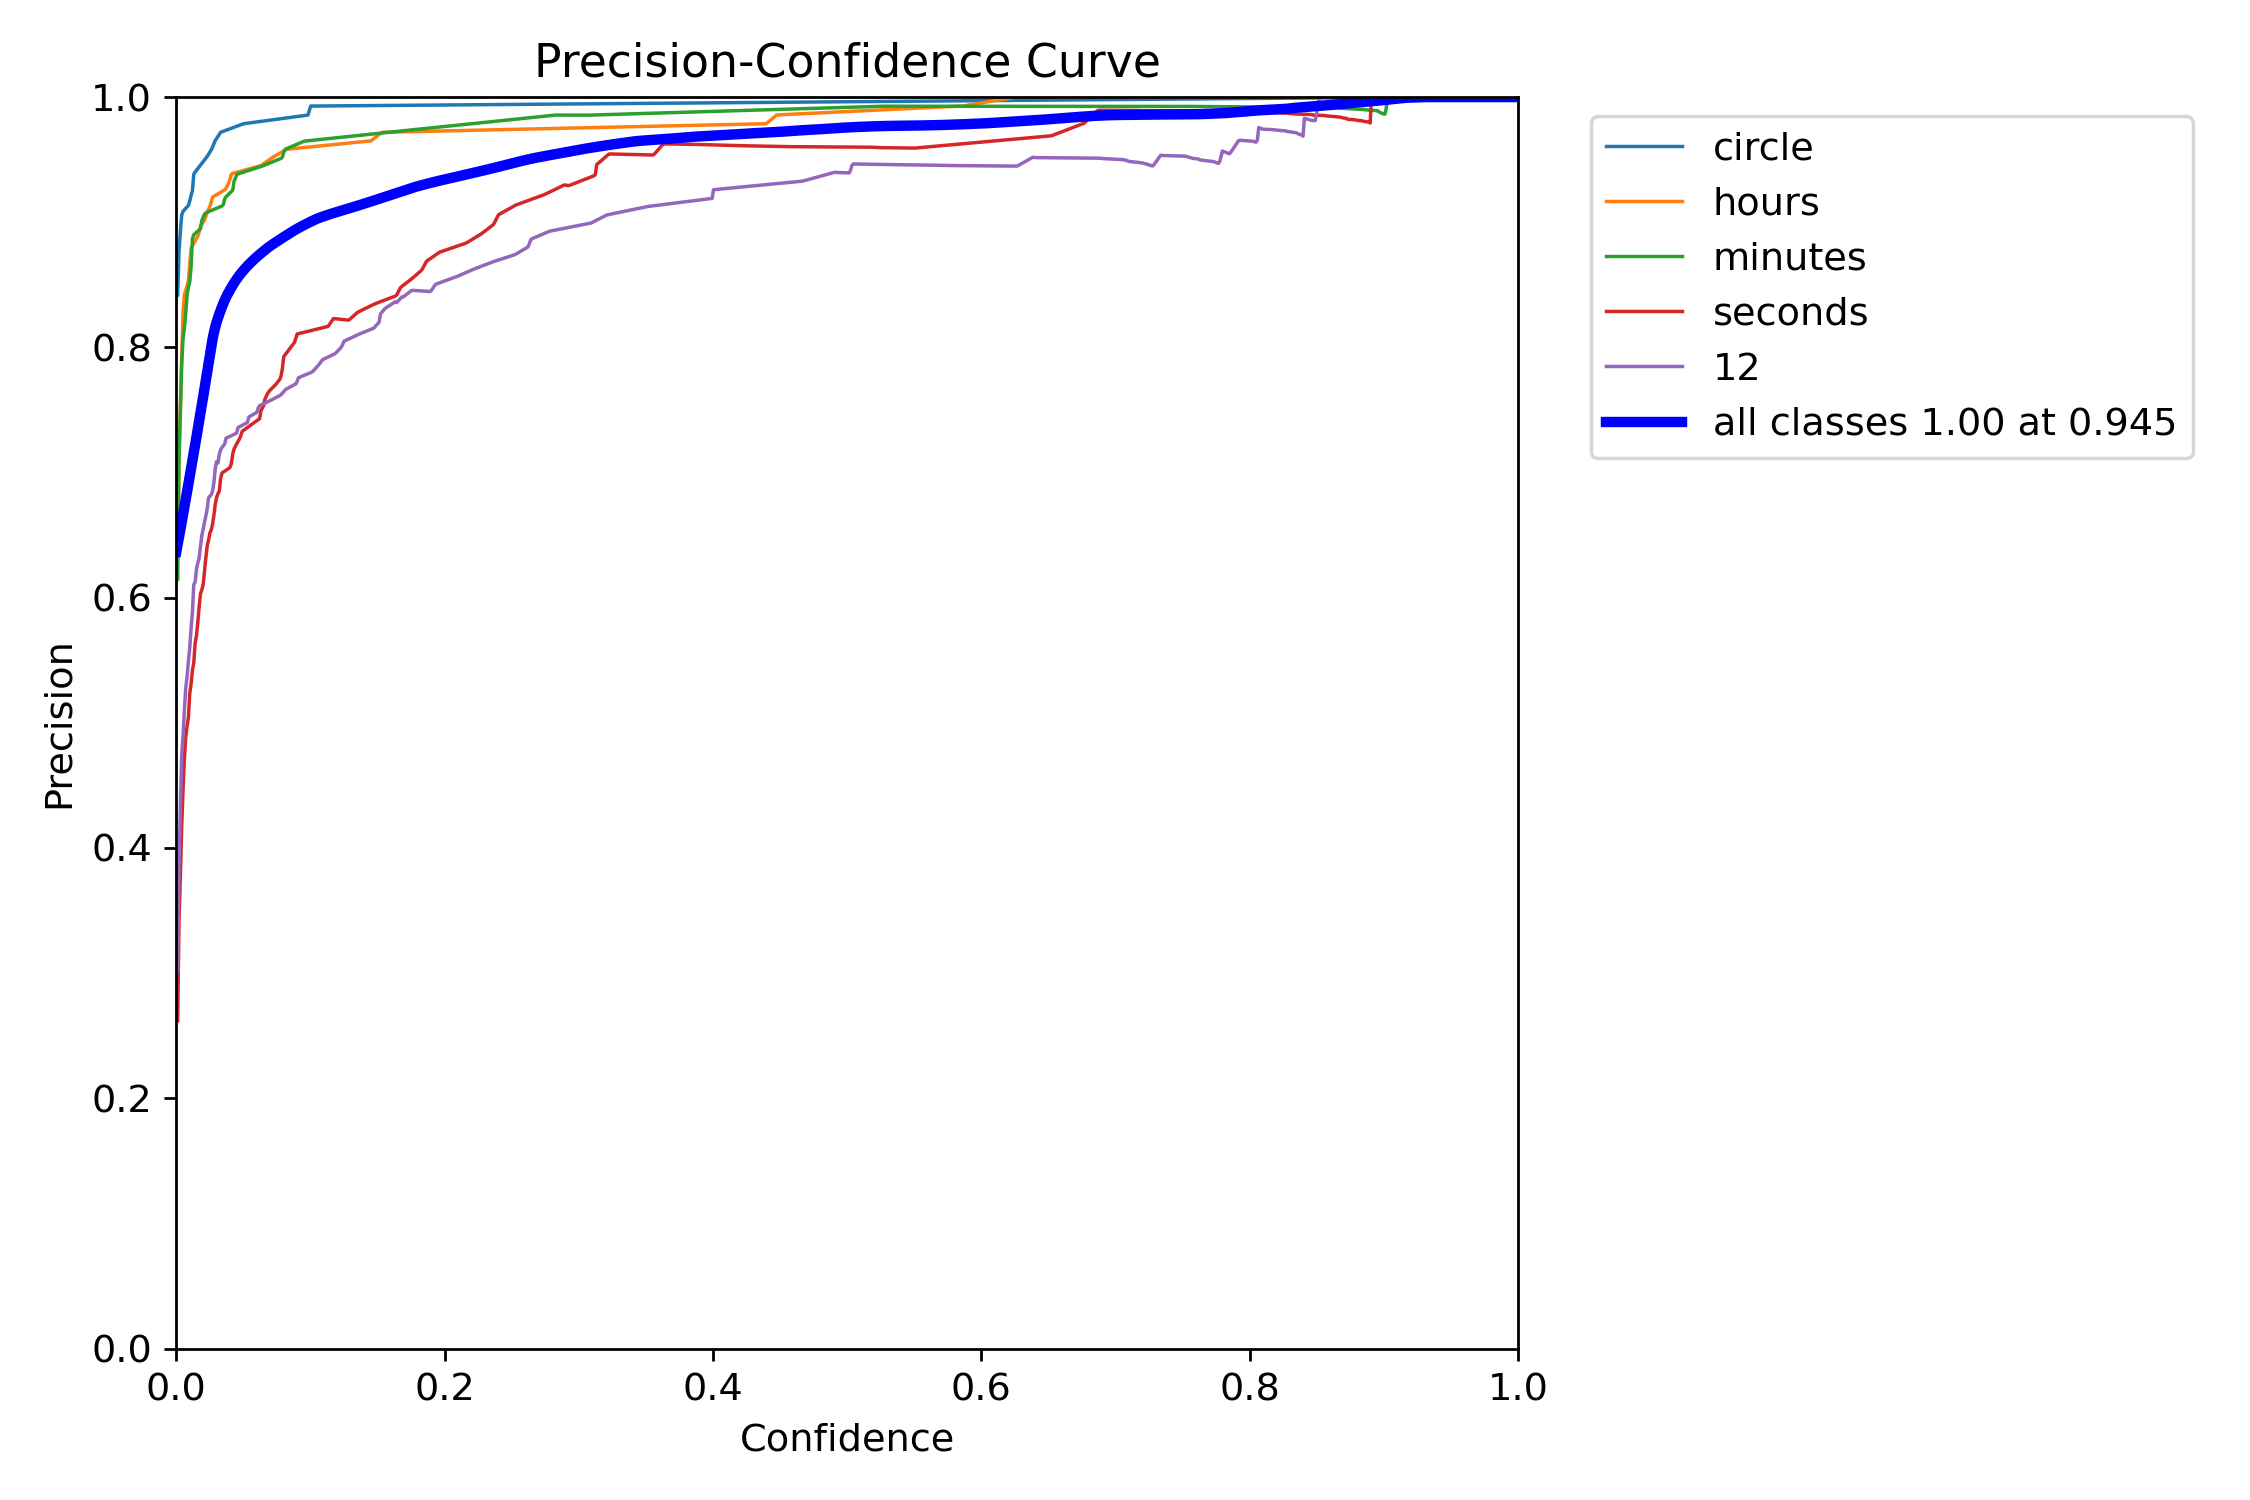 Precision-Confidence Curve
1.0
0.8
0.6
0.4
0.2
0.0
Precision
0.0 0.2 0.4 0.6 0.8 1.0
Confidence
circle
hours
minutes
seconds
12
all classes 1.00 at 0.945